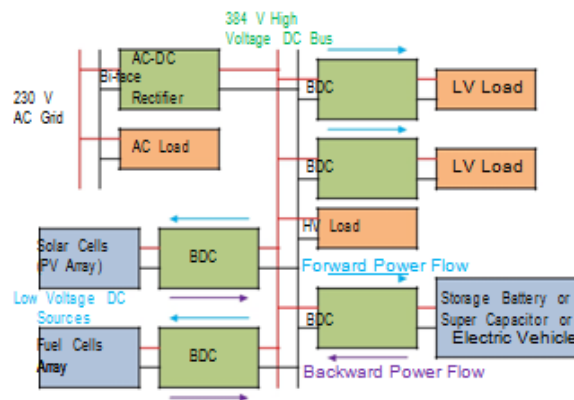 384 V High
Voltage DC Bus
AC-DC
Bi-face
Rectifier
230 V
AC Grid
AC Load
BDC
LV Load
BDC
LV Load
HV Load
Solar Cells
(PV Array)
BDC
Forward Power Flow
Low Voltage DC
Sources
Fuel Cells
Array
BDC
BDC
Storage Battery or
Super Capacitor or
Electric Vehicle
Backward Power Flow